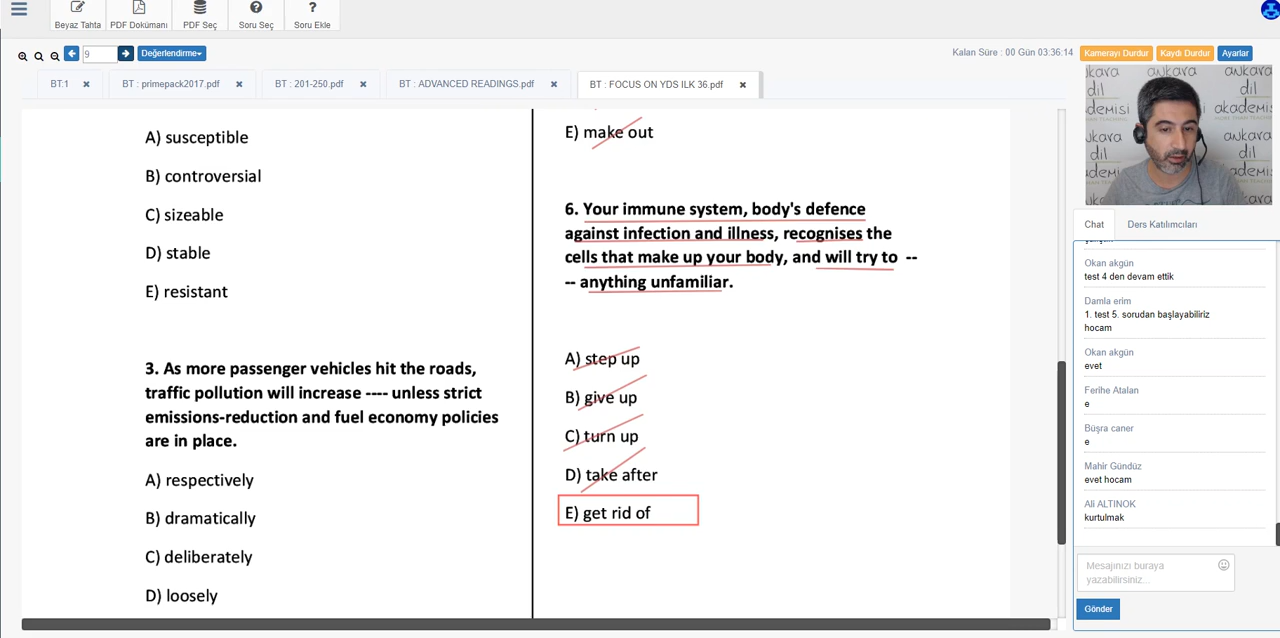 Beyaz Tahta
PDF Dokümanı
PDF Seç
Soru Seç
Soru Ekle
9
Değerlendirme
Kalan Süre : 00 Gün 03:36:14
Kamerayı Durdur
Kaydı Durdur
Ayarlar
BT:1
BT : primepack2017.pdf
BT : 201-250.pdf
BT : ADVANCED READINGS.pdf
BT : FOCUS ON YDS ILK 36.pdf
A) susceptible
B) controversial
C) sizeable
D) stable
E) resistant
3. As more passenger vehicles hit the roads,
traffic pollution will increase ---- unless strict
emissions-reduction and fuel economy policies
are in place.
A) respectively
B) dramatically
C) deliberately
D) loosely
E) make out
6. Your immune system, body's defence
against infection and illness, recognises the
cells that make up your body, and will try to --
-- anything unfamiliar.
A) step up
B) give up
C) turn up
D) take after
E) get rid of
ankara
dil
akademisi
Chat
Ders Katılımcıları
Okan akgün
test 4 den devam ettik
Damla erim
1. test 5. sorudan başlayabiliriz
hocam
Okan akgün
evet
Ferihe Atalan
e
Büşra caner
e
Mahir Gündüz
evet hocam
Ali ALTINOK
kurtulmak
Mesajınızı buraya
yazabilirsiniz...
Gönder